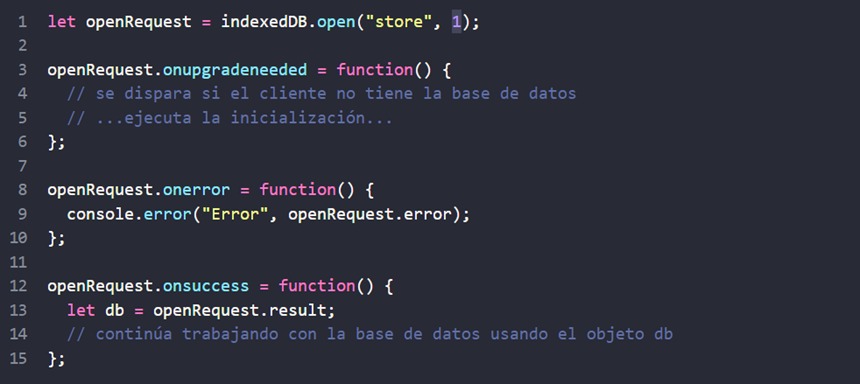 1 let openRequest = indexedDB.open("store", 1);
2
3 openRequest.onupgradeneeded = function() {
4   // se dispara si el cliente no tiene la base de datos
5   // ...ejecuta la inicialización...
6 };
7
8 openRequest.onerror = function() {
9   console.error("Error", openRequest.error);
10 };
11
12 openRequest.onsuccess = function() {
13   let db = openRequest.result;
14   // continúa trabajando con la base de datos usando el objeto db
15 };